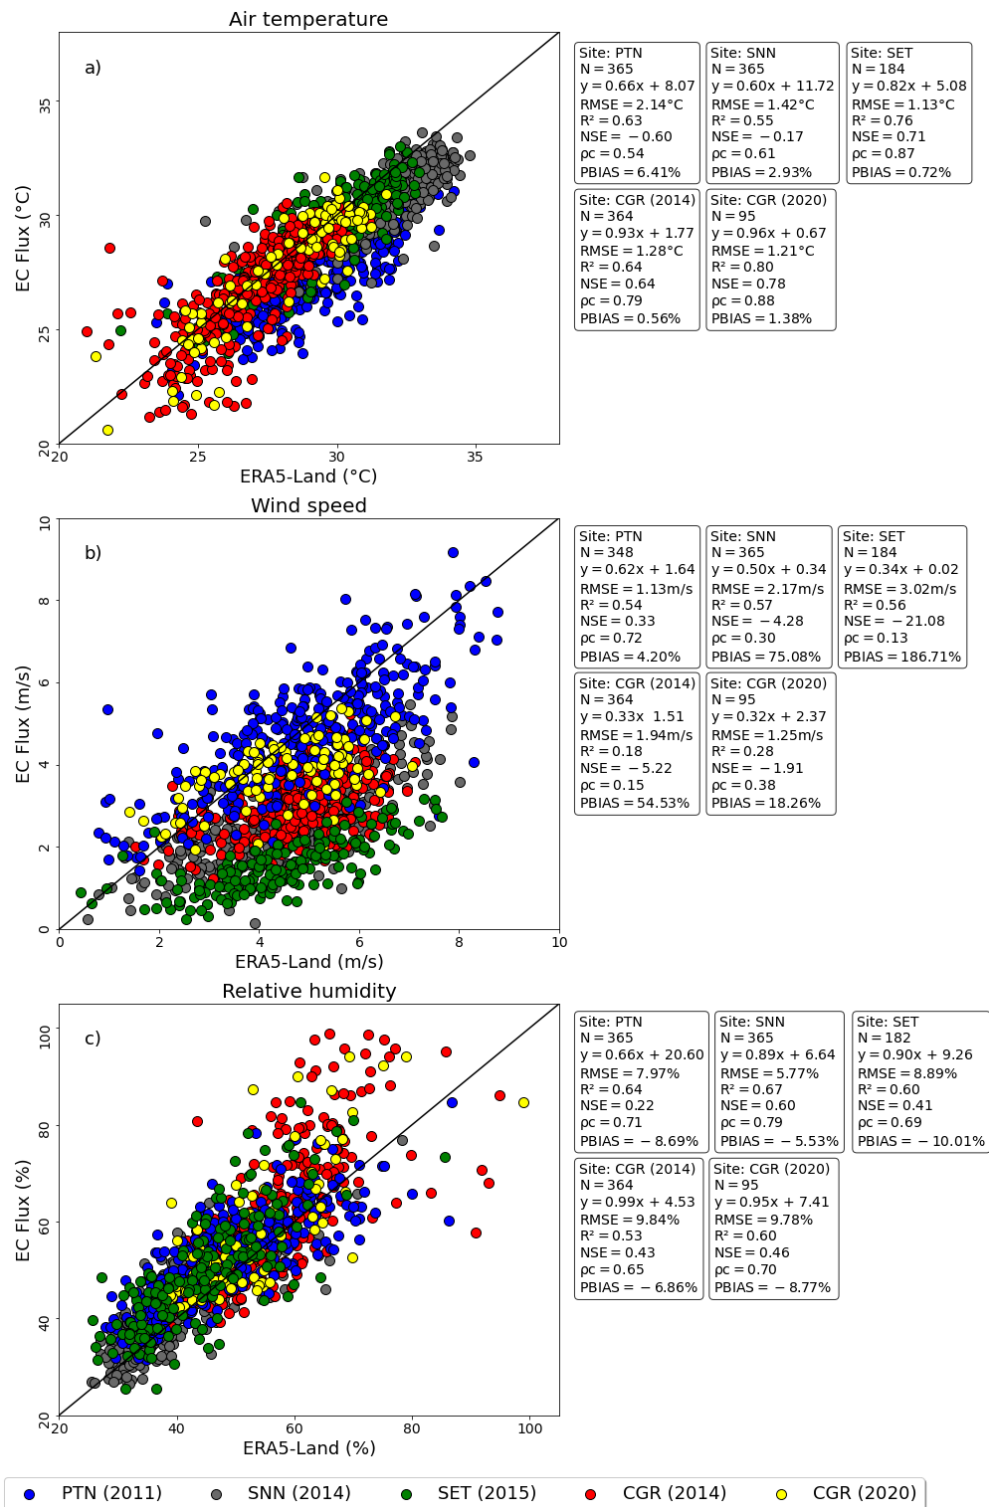 Air temperature
a)
35
30
25
20
20
25
30
35
EC Flux (°C)
ERA5-Land (°C)
Site: PTN
N = 365
y = 0.66x + 8.07
RMSE = 2.14°C
R² = 0.63
NSE = −0.60
ρc = 0.54
PBIAS = 6.41%
Site: SNN
N = 365
y = 0.60x + 11.72
RMSE = 1.42°C
R² = 0.55
NSE = −0.17
ρc = 0.61
PBIAS = 2.93%
Site: SET
N = 184
y = 0.82x + 5.08
RMSE = 1.13°C
R² = 0.76
NSE = 0.71
ρc = 0.87
PBIAS = 0.72%
Site: CGR (2014)
N = 364
y = 0.93x + 1.77
RMSE = 1.28°C
R² = 0.64
NSE = 0.64
ρc = 0.79
PBIAS = 0.56%
Site: CGR (2020)
N = 95
y = 0.96x + 0.67
RMSE = 1.21°C
R² = 0.80
NSE = 0.78
ρc = 0.88
PBIAS = 1.38%
Wind speed
b)
10
8
6
4
2
0
0
2
4
6
8
10
EC Flux (m/s)
ERA5-Land (m/s)
Site: PTN
N = 348
y = 0.62x + 1.64
RMSE = 1.13m/s
R² = 0.54
NSE = 0.33
ρc = 0.72
PBIAS = 4.20%
Site: SNN
N = 365
y = 0.50x + 0.34
RMSE = 2.17m/s
R² = 0.57
NSE = −4.28
ρc = 0.30
PBIAS = 75.08%
Site: SET
N = 184
y = 0.34x + 0.02
RMSE = 3.02m/s
R² = 0.56
NSE = −21.08
ρc = 0.13
PBIAS = 186.71%
Site: CGR (2014)
N = 364
y = 0.33x 1.51
RMSE = 1.94m/s
R² = 0.18
NSE = −5.22
ρc = 0.15
PBIAS = 54.53%
Site: CGR (2020)
N = 95
y = 0.32x + 2.37
RMSE = 1.25m/s
R² = 0.28
NSE = −1.91
ρc = 0.38
PBIAS = 18.26%
Relative humidity
c)
100
80
60
40
20
20
40
60
80
100
EC Flux (%)
ERA5-Land (%)
Site: PTN
N = 365
y = 0.66x + 20.60
RMSE = 7.97%
R² = 0.64
NSE = 0.22
ρc = 0.71
PBIAS = −8.69%
Site: SNN
N = 365
y = 0.89x + 6.64
RMSE = 5.77%
R² = 0.67
NSE = 0.60
ρc = 0.79
PBIAS = −5.53%
Site: SET
N = 182
y = 0.90x + 9.26
RMSE = 8.89%
R² = 0.60
NSE = 0.41
ρc = 0.69
PBIAS = −10.01%
Site: CGR (2014)
N = 364
y = 0.99x + 4.53
RMSE = 9.84%
R² = 0.53
NSE = 0.43
ρc = 0.65
PBIAS = −6.86%
Site: CGR (2020)
N = 95
y = 0.95x + 7.41
RMSE = 9.78%
R² = 0.60
NSE = 0.46
ρc = 0.70
PBIAS = −8.77%
PTN (2011)
SNN (2014)
SET (2015)
CGR (2014)
CGR (2020)